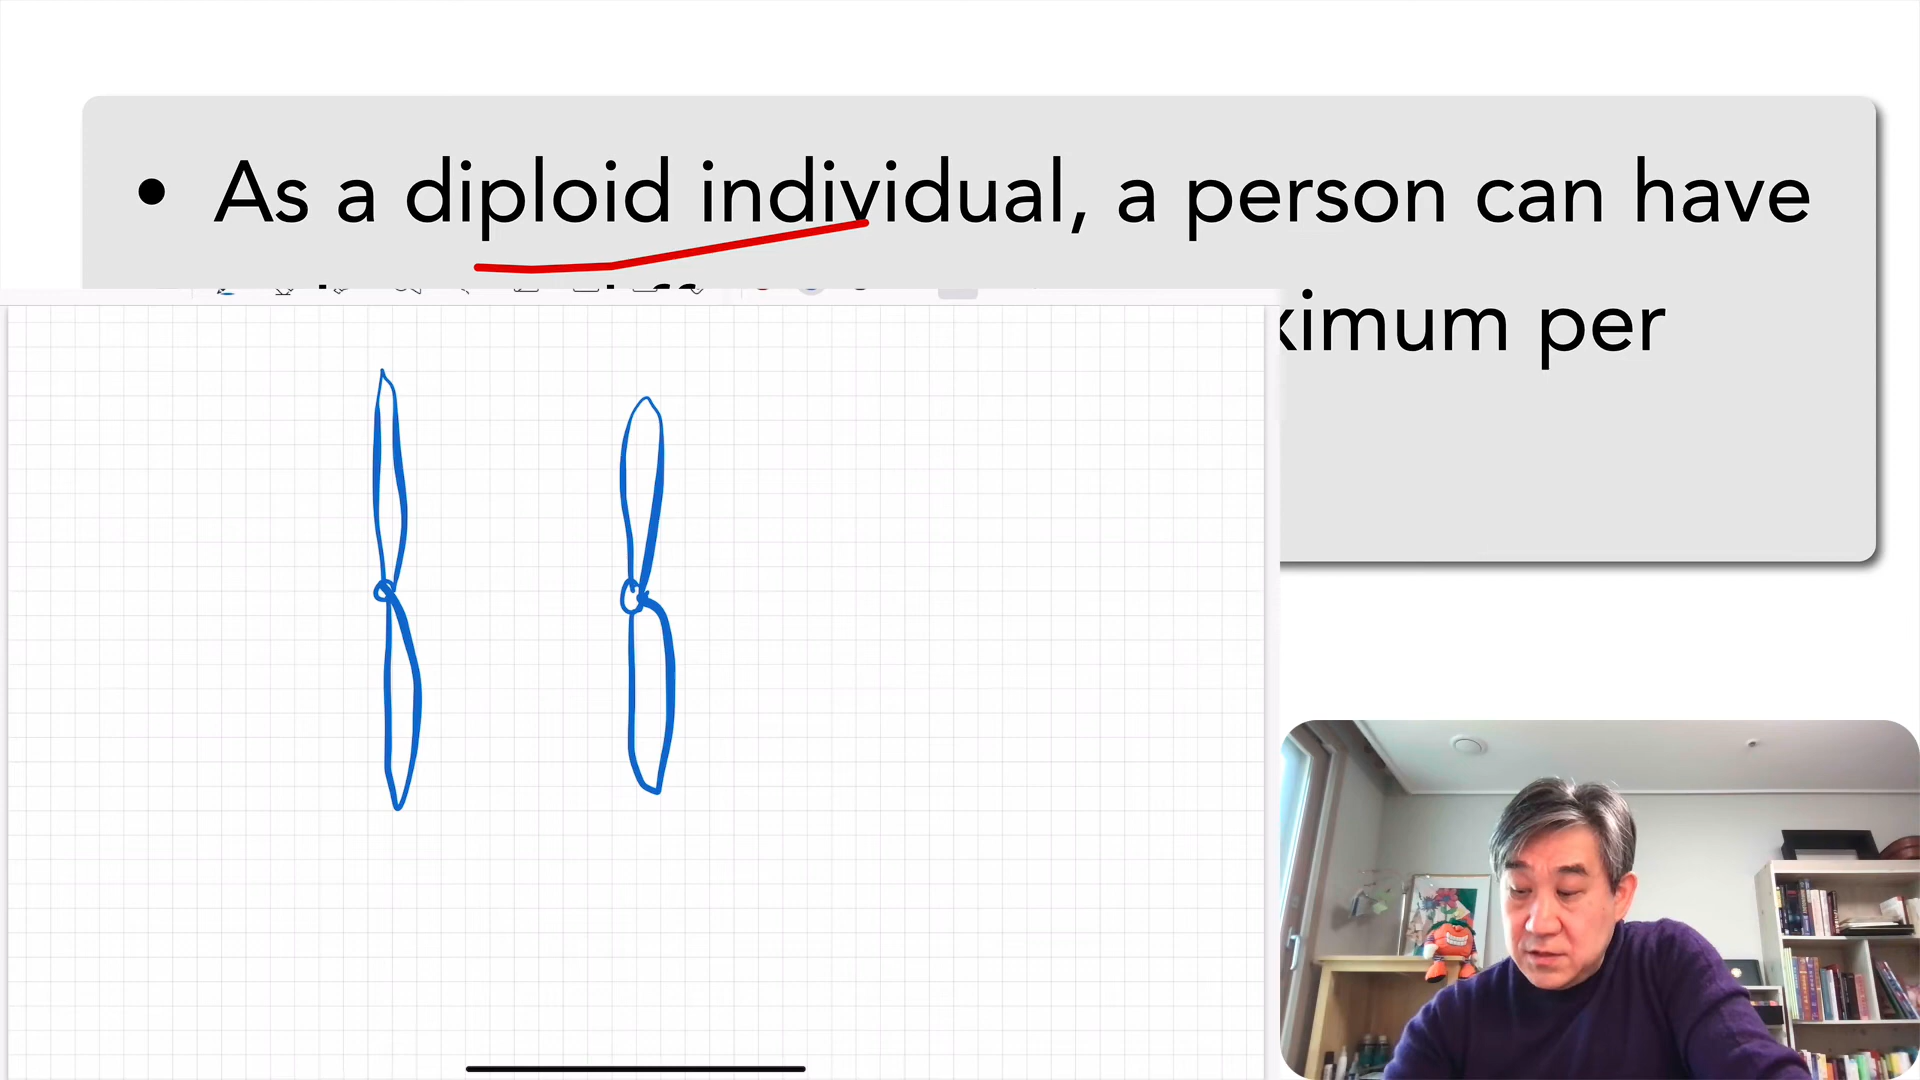 • As a diploid individual, a person can have
ximum per